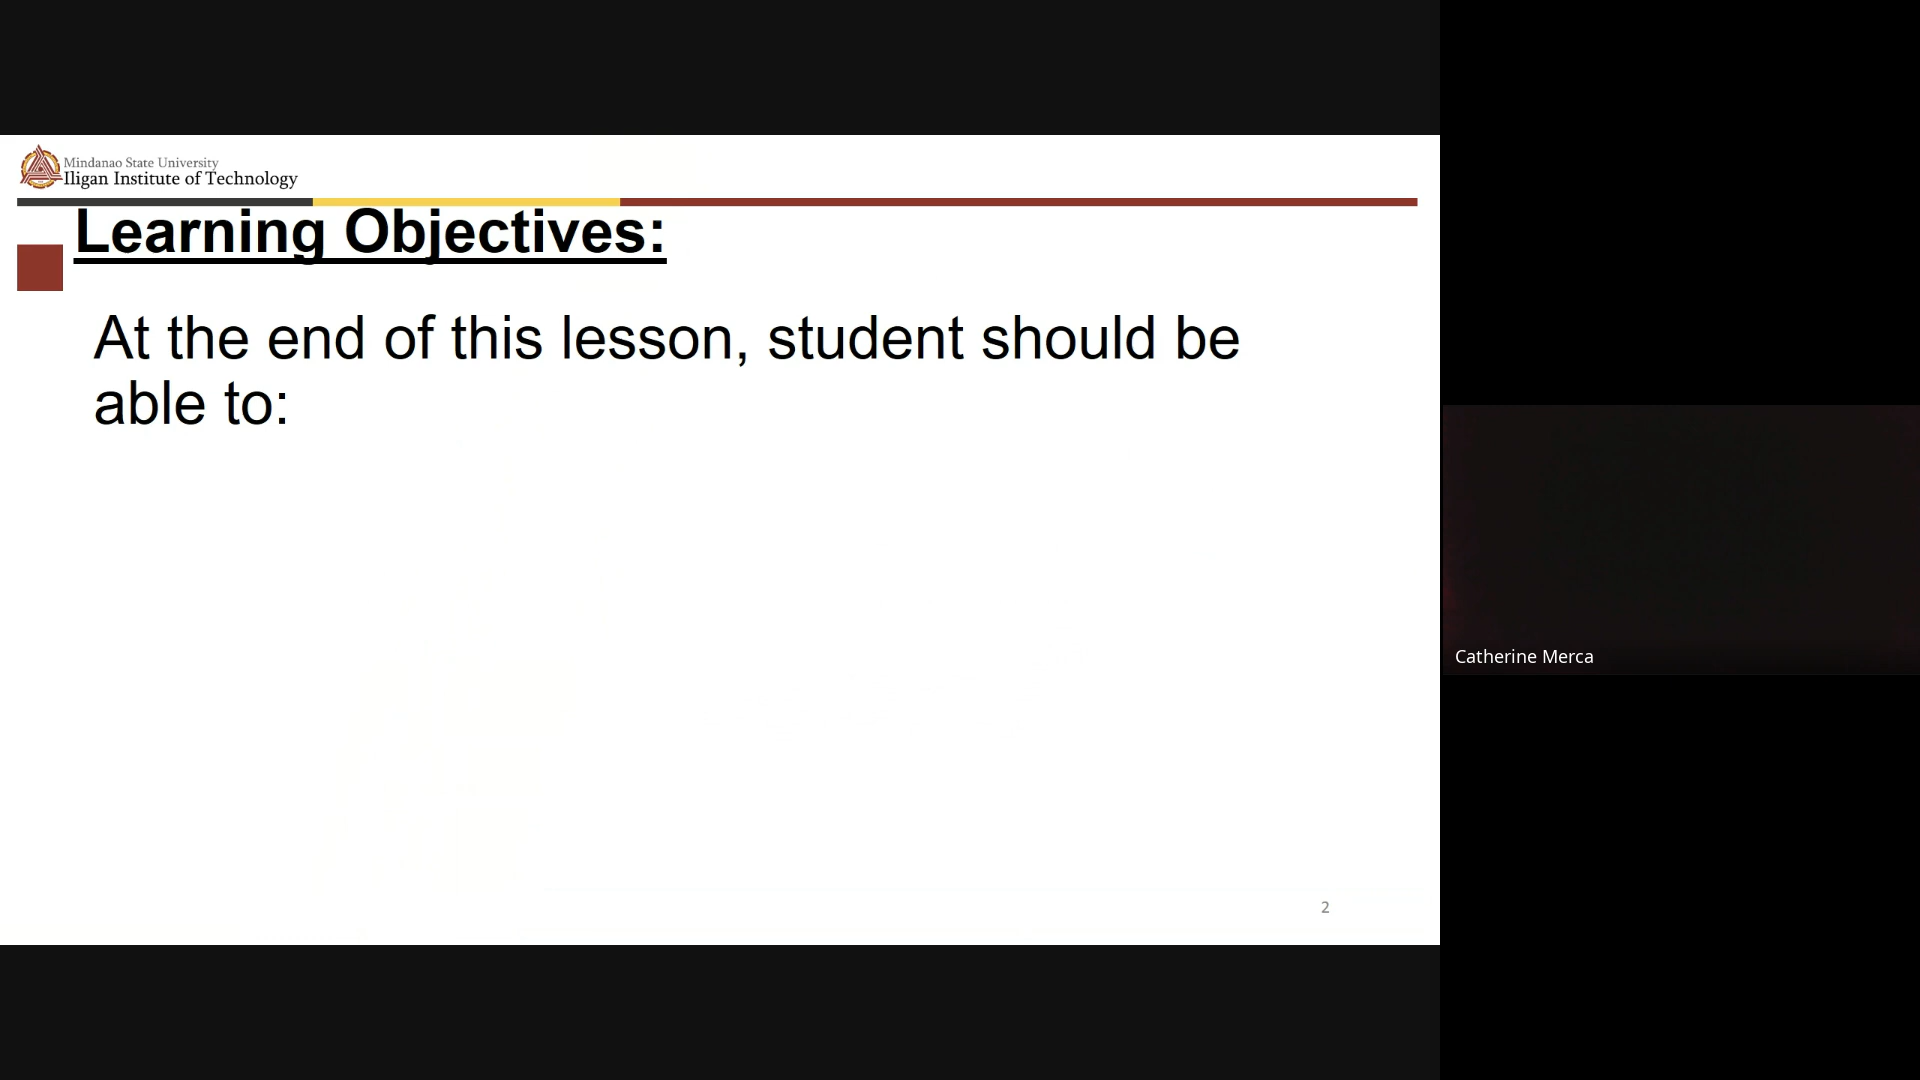 Mindanao State University
Iligan Institute of Technology
Learning Objectives:
At the end of this lesson, student should be
able to:
Catherine Merca
2